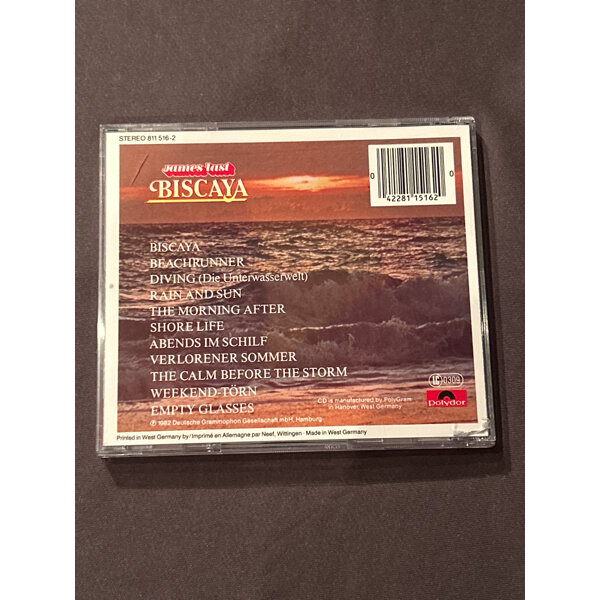 STEREO 811 516-2
James Last
BISCAYA
0
42281 15162
0
BISCAYA
BEACHRUNNER
DIVING (Die Unterwasserwelt)
RAIN AND SUN
THE MORNING AFTER
SHORE LIFE
ABENDS IM SCHILF
VERLORENER SOMMER
THE CALM BEFORE THE STORM
WEEKEND-TÖRN
EMPTY GLASSES
℗ 1982 Deutsche Grammophon Gesellschaft mbH, Hamburg
CD is manufactured by PolyGram
in Hanover, West Germany
LC 0309
Polydor
Printed in West Germany by/Imprimé en Allemagne par Neef, Wittingen · Made in West Germany